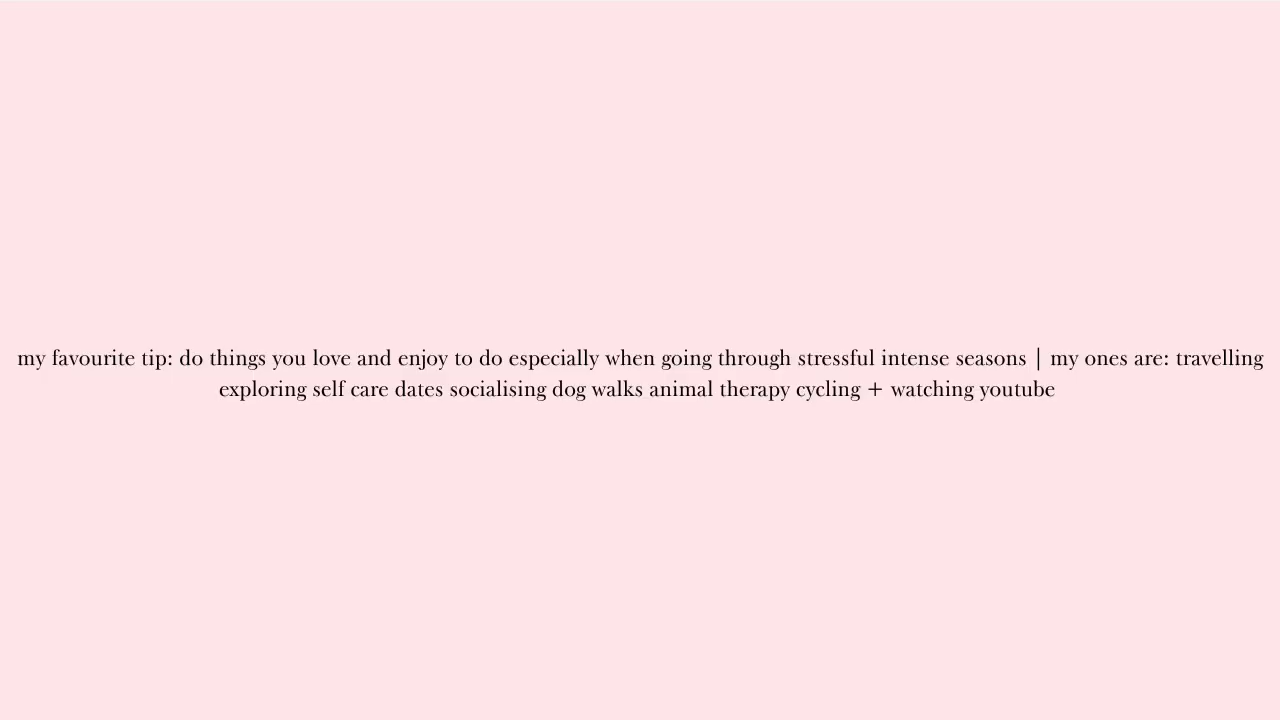 my favourite tip: do things you love and enjoy to do especially when going through stressful intense seasons | my ones are: travelling
exploring self care dates socialising dog walks animal therapy cycling + watching youtube